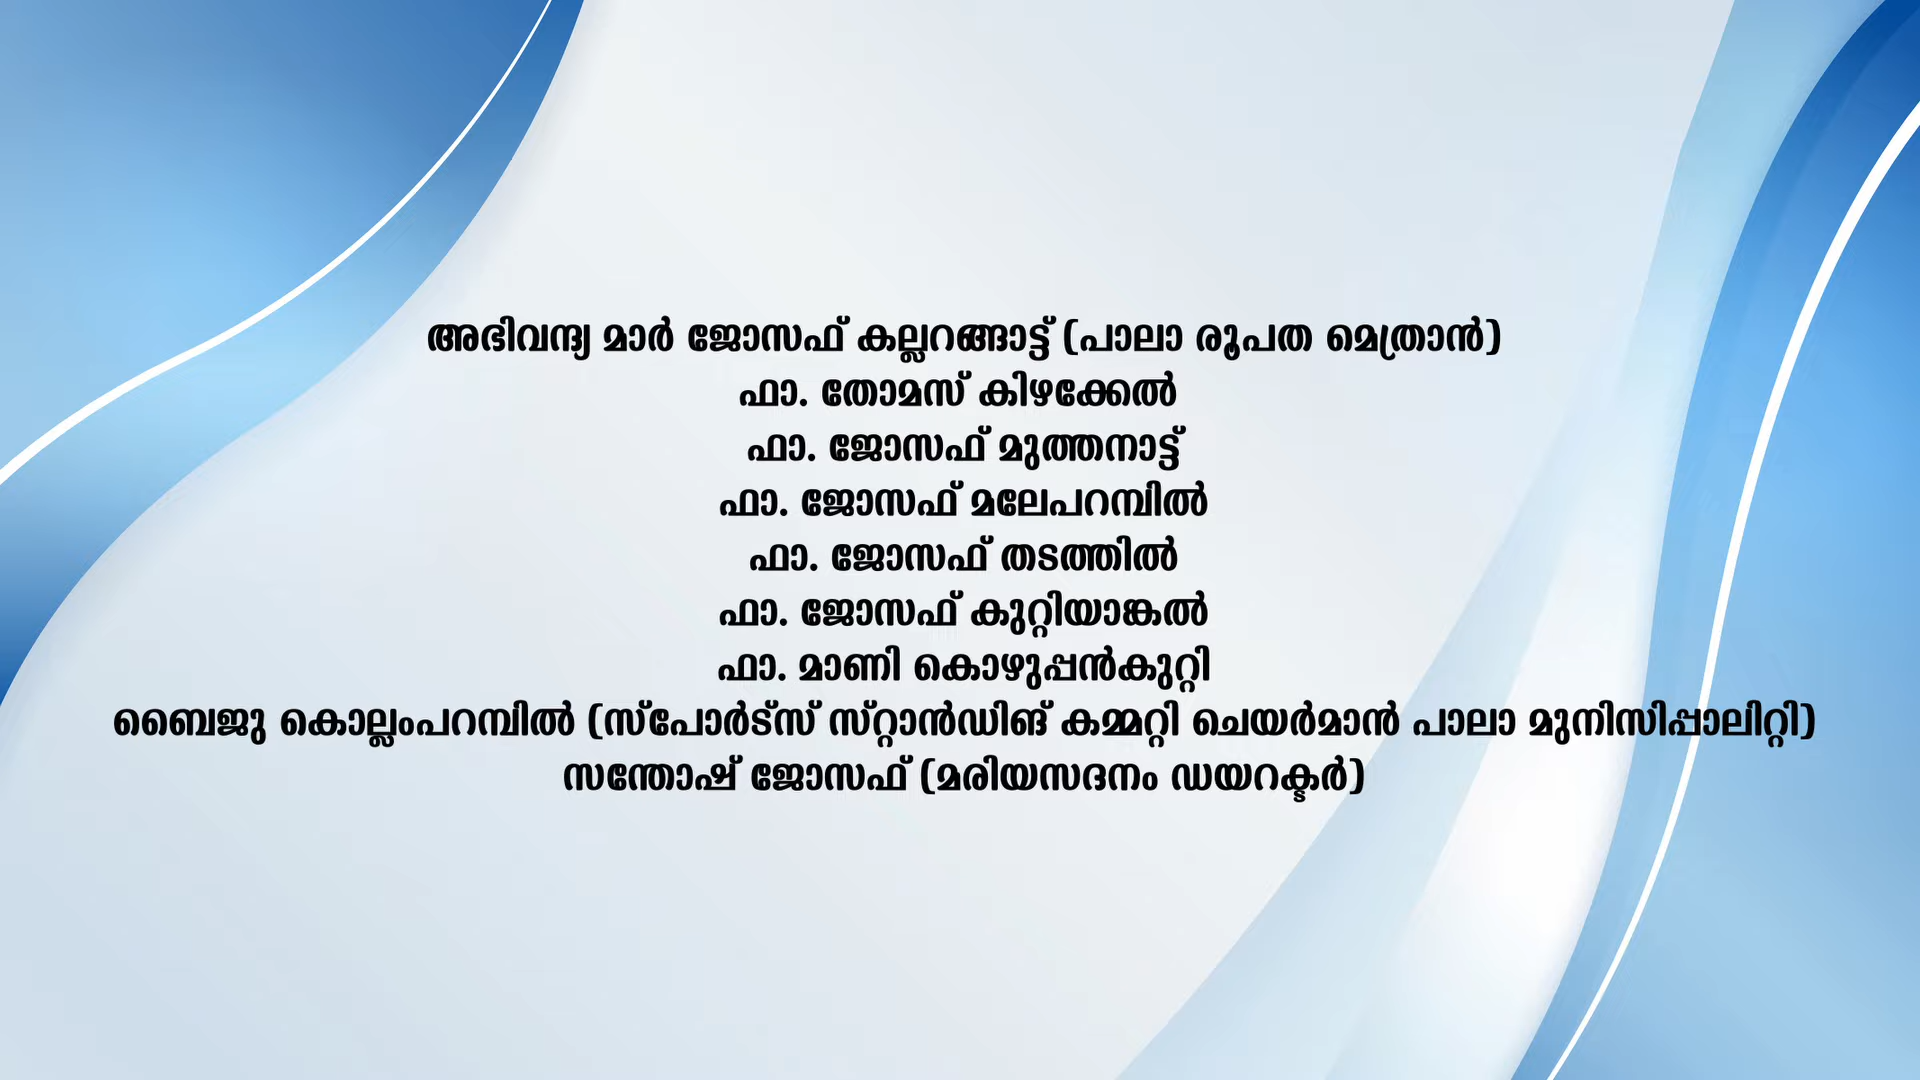 അഭിവന്ദ്യ മാർ ജോസഫ് കല്ലറങ്ങാട്ട് (പാലാ രൂപത മെത്രാൻ)
ഫാ. തോമസ് കിഴക്കേൽ
ഫാ. ജോസഫ് മുത്തനാട്ട്
ഫാ. ജോസഫ് മലേപറമ്പിൽ
ഫാ. ജോസഫ് തടത്തിൽ
ഫാ. ജോസഫ് കുറ്റിയാങ്കൽ
ഫാ. മാണി കൊഴുപ്പൻകുറ്റി
ബൈജു കൊല്ലംപറമ്പിൽ (സ്പോർട്സ് സ്റ്റാൻഡിങ് കമ്മറ്റി ചെയർമാൻ പാലാ മുനിസിപ്പാലിറ്റി)
സന്തോഷ് ജോസഫ് (മരിയസദനം ഡയറക്ടർ)